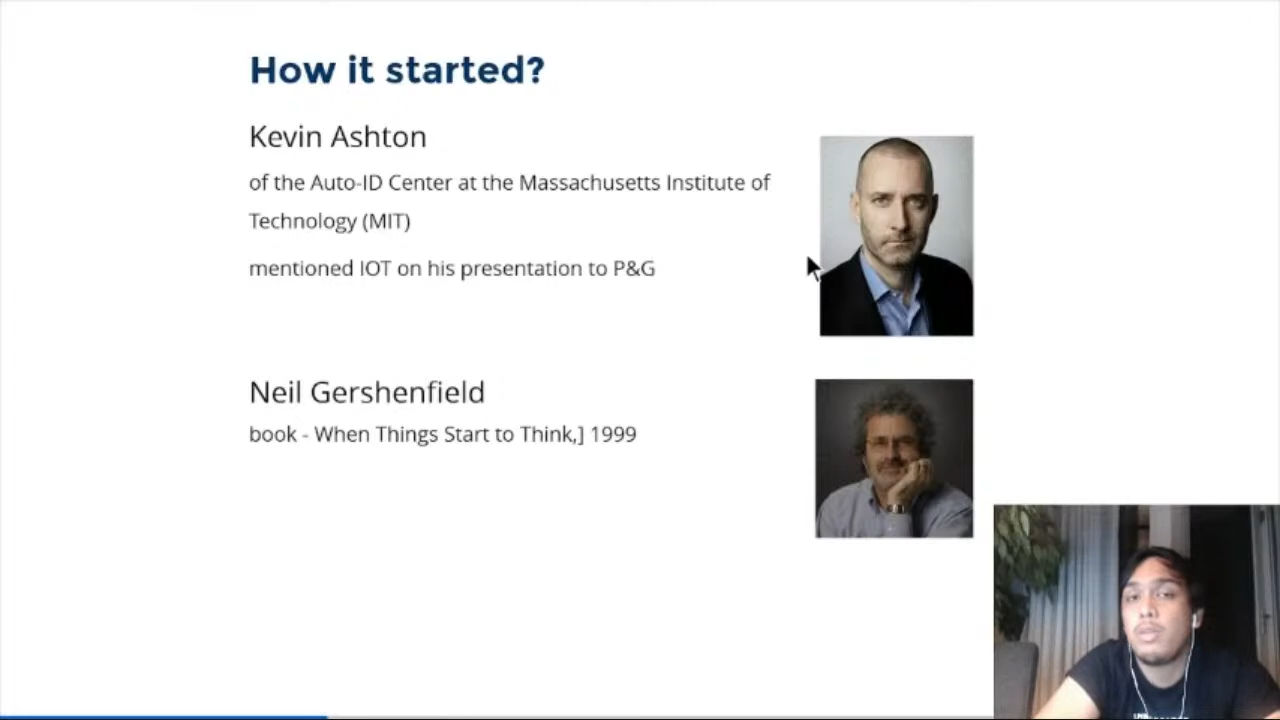 How it started?
Kevin Ashton
of the Auto-ID Center at the Massachusetts Institute of
Technology (MIT)
mentioned IOT on his presentation to P&G
Neil Gershenfield
book - When Things Start to Think,] 1999